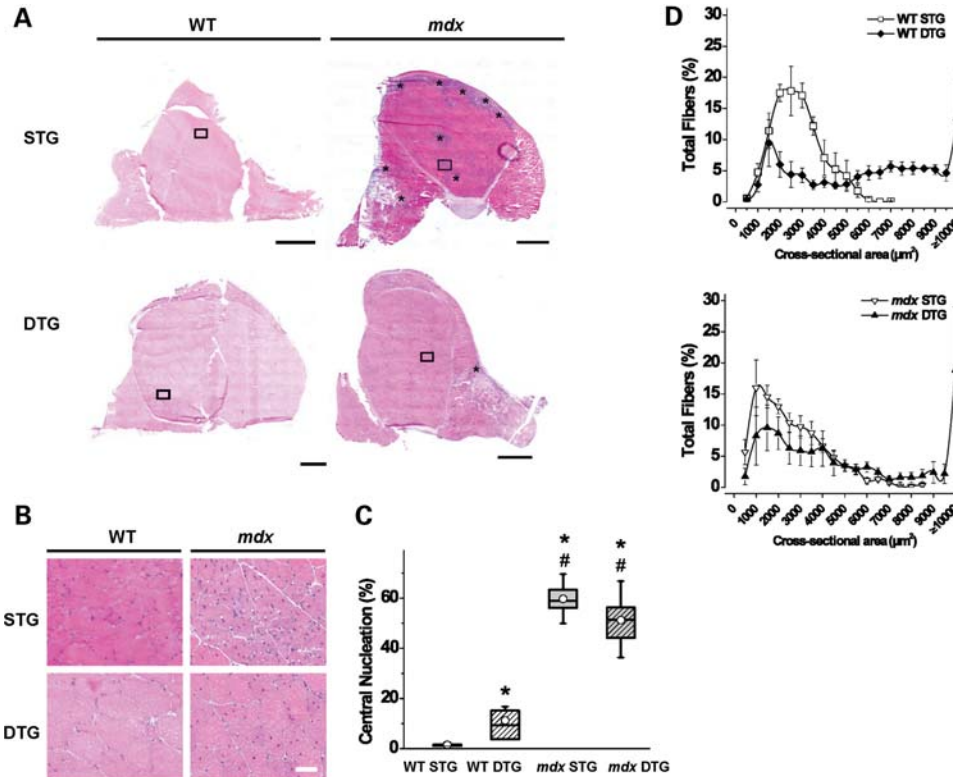 A
WT
mdx
STG
DTG
B
WT
mdx
STG
DTG
C
Central Nucleation (%)
60
40
20
0
*
*
*
#
#
WT STG
WT DTG
mdx STG
mdx DTG
D
WT STG
WT DTG
Total Fibers (%)
30
25
20
15
10
5
0
0
1000
2000
3000
4000
5000
6000
7000
8000
9000
≥10000
Cross-sectional area (µm²)
mdx STG
mdx DTG
Total Fibers (%)
30
25
20
15
10
5
0
0
1000
2000
3000
4000
5000
6000
7000
8000
9000
≥10000
Cross-sectional area (µm²)